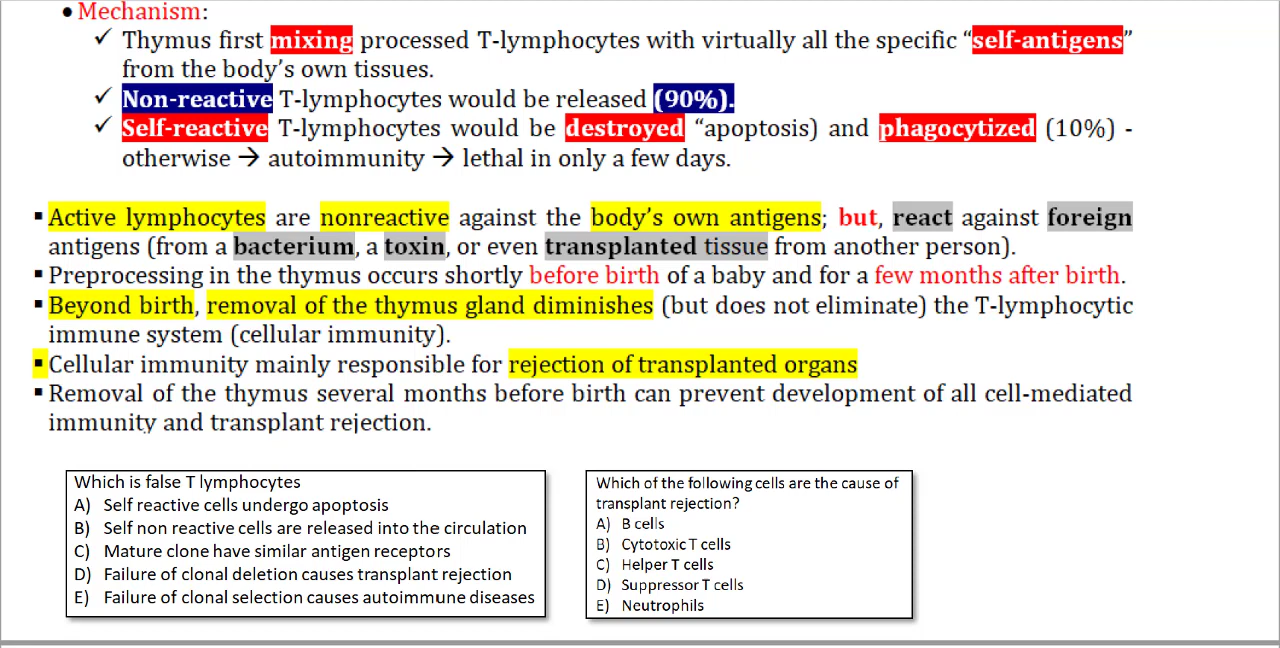 • Mechanism:
✓ Thymus first mixing processed T-lymphocytes with virtually all the specific “self-antigens”
from the body’s own tissues.
✓ Non-reactive T-lymphocytes would be released (90%).
✓ Self-reactive T-lymphocytes would be destroyed “apoptosis) and phagocytized (10%) -
otherwise → autoimmunity → lethal in only a few days.
▪ Active lymphocytes are nonreactive against the body’s own antigens; but, react against foreign
antigens (from a bacterium, a toxin, or even transplanted tissue from another person).
▪ Preprocessing in the thymus occurs shortly before birth of a baby and for a few months after birth.
▪ Beyond birth, removal of the thymus gland diminishes (but does not eliminate) the T-lymphocytic
immune system (cellular immunity).
▪ Cellular immunity mainly responsible for rejection of transplanted organs
▪ Removal of the thymus several months before birth can prevent development of all cell-mediated
immunity and transplant rejection.
Which is false T lymphocytes
A) Self reactive cells undergo apoptosis
B) Self non reactive cells are released into the circulation
C) Mature clone have similar antigen receptors
D) Failure of clonal deletion causes transplant rejection
E) Failure of clonal selection causes autoimmune diseases
Which of the following cells are the cause of
transplant rejection?
A) B cells
B) Cytotoxic T cells
C) Helper T cells
D) Suppressor T cells
E) Neutrophils